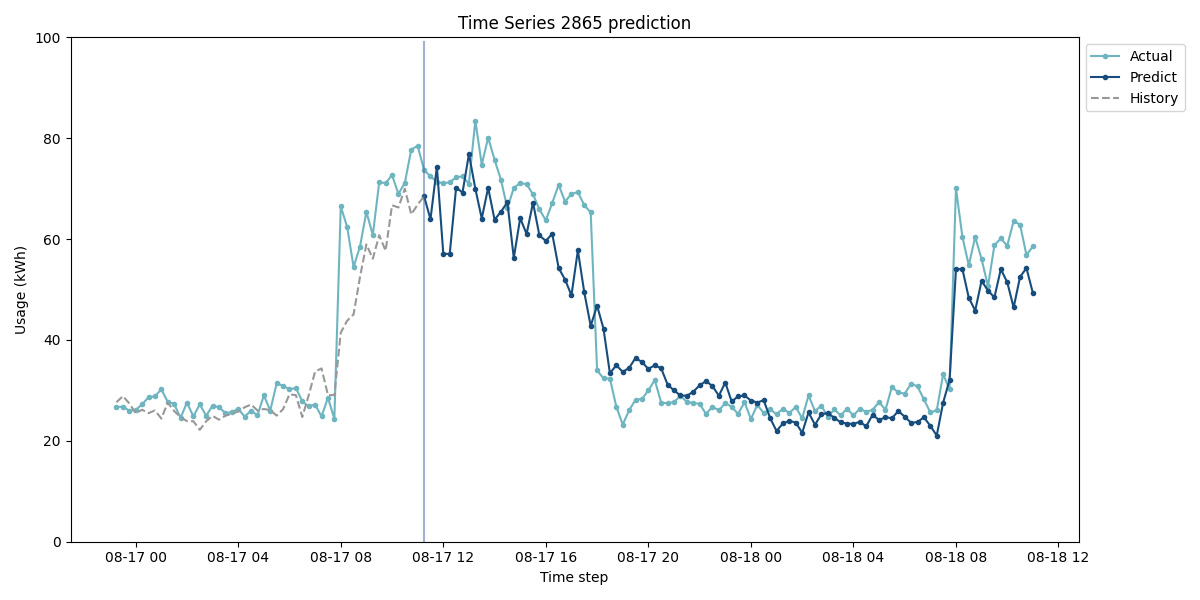 Time Series 2865 prediction
100
80
60
40
20
0
Usage (kWh)
08-17 00
08-17 04
08-17 08
08-17 12
08-17 16
08-17 20
08-18 00
08-18 04
08-18 08
08-18 12
Time step
Actual
Predict
History